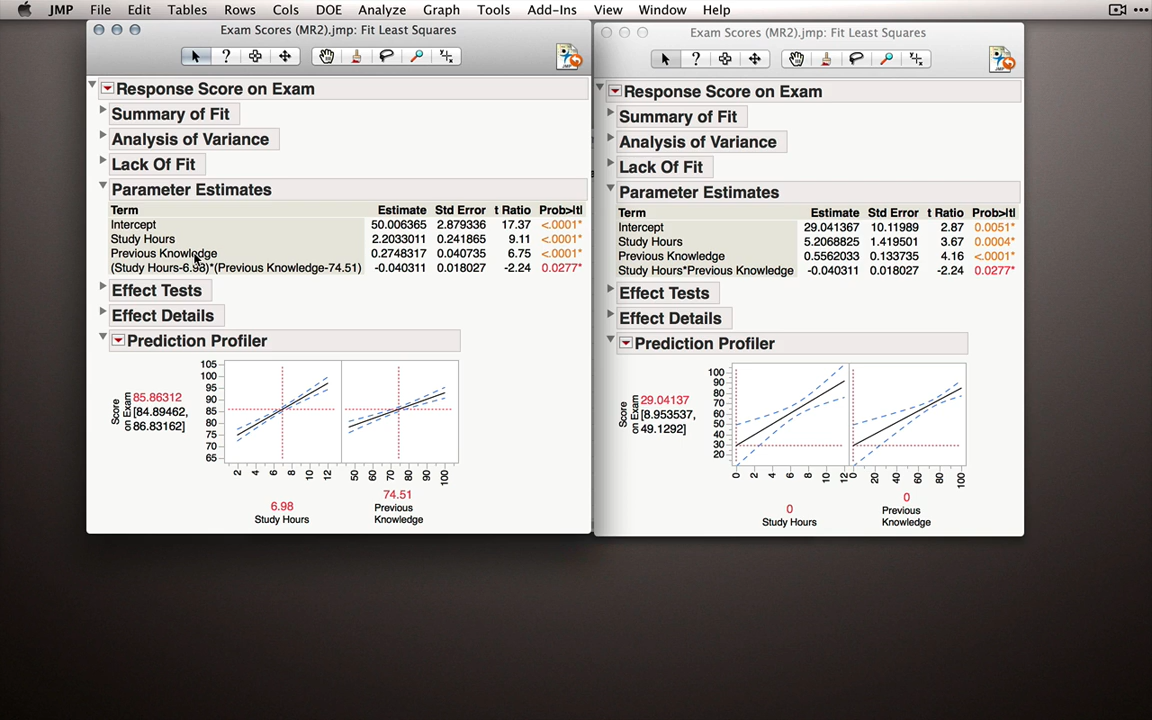 JMP File Edit Tables Rows Cols DOE Analyze Graph Tools Add-Ins View Window Help
Exam Scores (MR2).jmp: Fit Least Squares
Response Score on Exam
Summary of Fit
Analysis of Variance
Lack Of Fit
Parameter Estimates
Term Estimate Std Error t Ratio Prob>|t|
Intercept 50.006365 2.879336 17.37 <.0001*
Study Hours 2.2033011 0.241865 9.11 <.0001*
Previous Knowledge 0.2748317 0.040735 6.75 <.0001*
(Study Hours-6.98)*(Previous Knowledge-74.51) -0.040311 0.018027 -2.24 0.0277*
Effect Tests
Effect Details
Prediction Profiler
Score
on Exam
85.86312
[84.89462,
86.83162]
105
100
95
90
85
80
75
70
65
2 4 6 8 10 12 50 60 70 80 90 100
6.98
Study Hours
74.51
Previous
Knowledge
Exam Scores (MR2).jmp: Fit Least Squares
Response Score on Exam
Summary of Fit
Analysis of Variance
Lack Of Fit
Parameter Estimates
Term Estimate Std Error t Ratio Prob>|t|
Intercept 29.041367 10.11989 2.87 0.0051*
Study Hours 5.2068825 1.419501 3.67 0.0004*
Previous Knowledge 0.5562033 0.133735 4.16 <.0001*
Study Hours*Previous Knowledge -0.040311 0.018027 -2.24 0.0277*
Effect Tests
Effect Details
Prediction Profiler
Score
on Exam
29.04137
[8.953537,
49.1292]
100
90
80
70
60
50
40
30
20
0 2 4 6 8 10 12 0 20 40 60 80 100
0
Study Hours
0
Previous
Knowledge